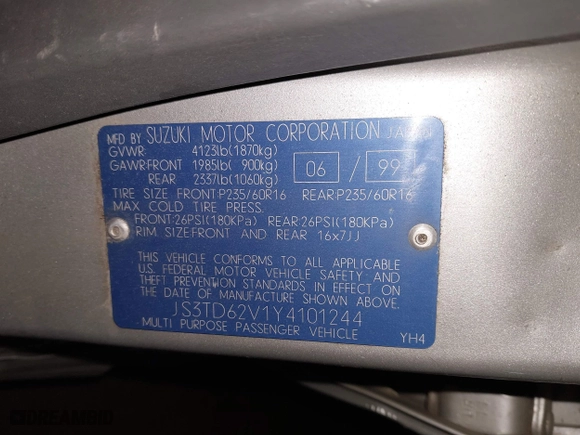 MFD BY SUZUKI MOTOR CORPORATION JAPAN
GVWR: 4123lb(1870kg)
GAWR:FRONT 1985lb( 900kg) 06 / 99
REAR 2337lb(1060kg)
TIRE SIZE FRONT:P235/60R16 REAR:P235/60R16
MAX COLD TIRE PRESS.
FRONT:26PSI(180KPa) REAR:26PSI(180KPa)
RIM SIZE:FRONT AND REAR 16x7JJ
THIS VEHICLE CONFORMS TO ALL APPLICABLE
U.S. FEDERAL MOTOR VEHICLE SAFETY AND
THEFT PREVENTION STANDARDS IN EFFECT ON
THE DATE OF MANUFACTURE SHOWN ABOVE.
JS3TD62V1Y4101244
MULTI PURPOSE PASSENGER VEHICLE YH4